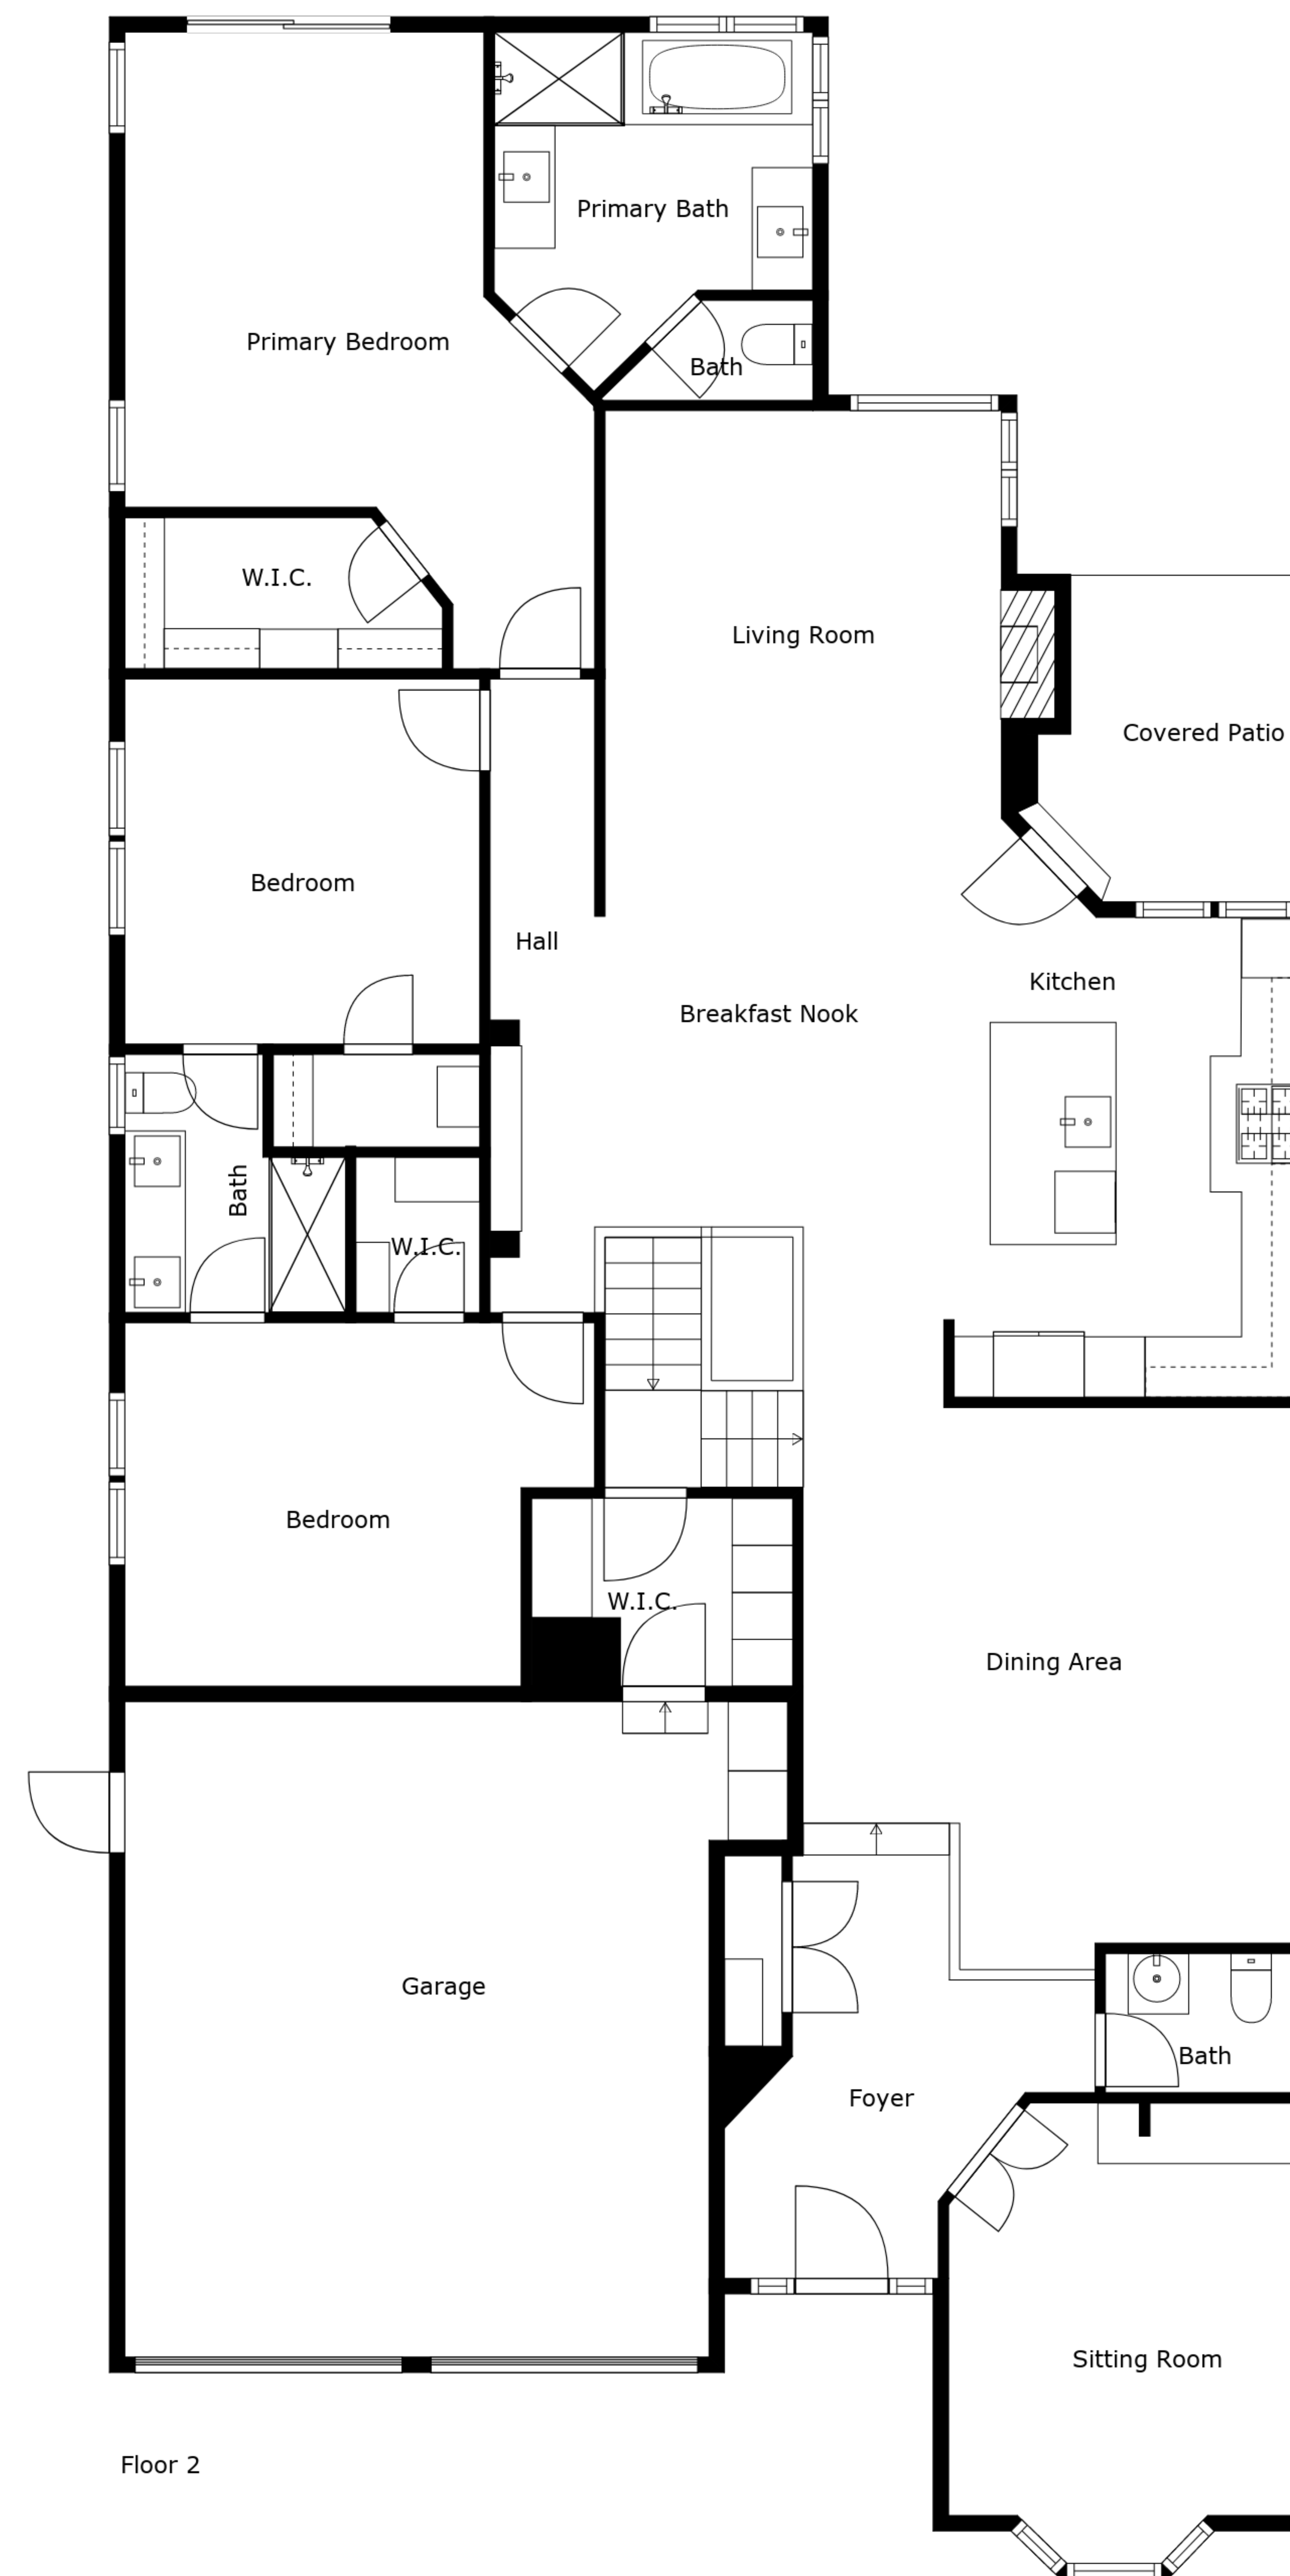 Primary Bath
Primary Bedroom
Bath
W.I.C.
Living Room
Covered Patio
Bedroom
Hall
Kitchen
Breakfast Nook
Bath
W.I.C.
Bedroom
W.I.C.
Dining Area
Garage
Bath
Foyer
Sitting Room
Floor 2